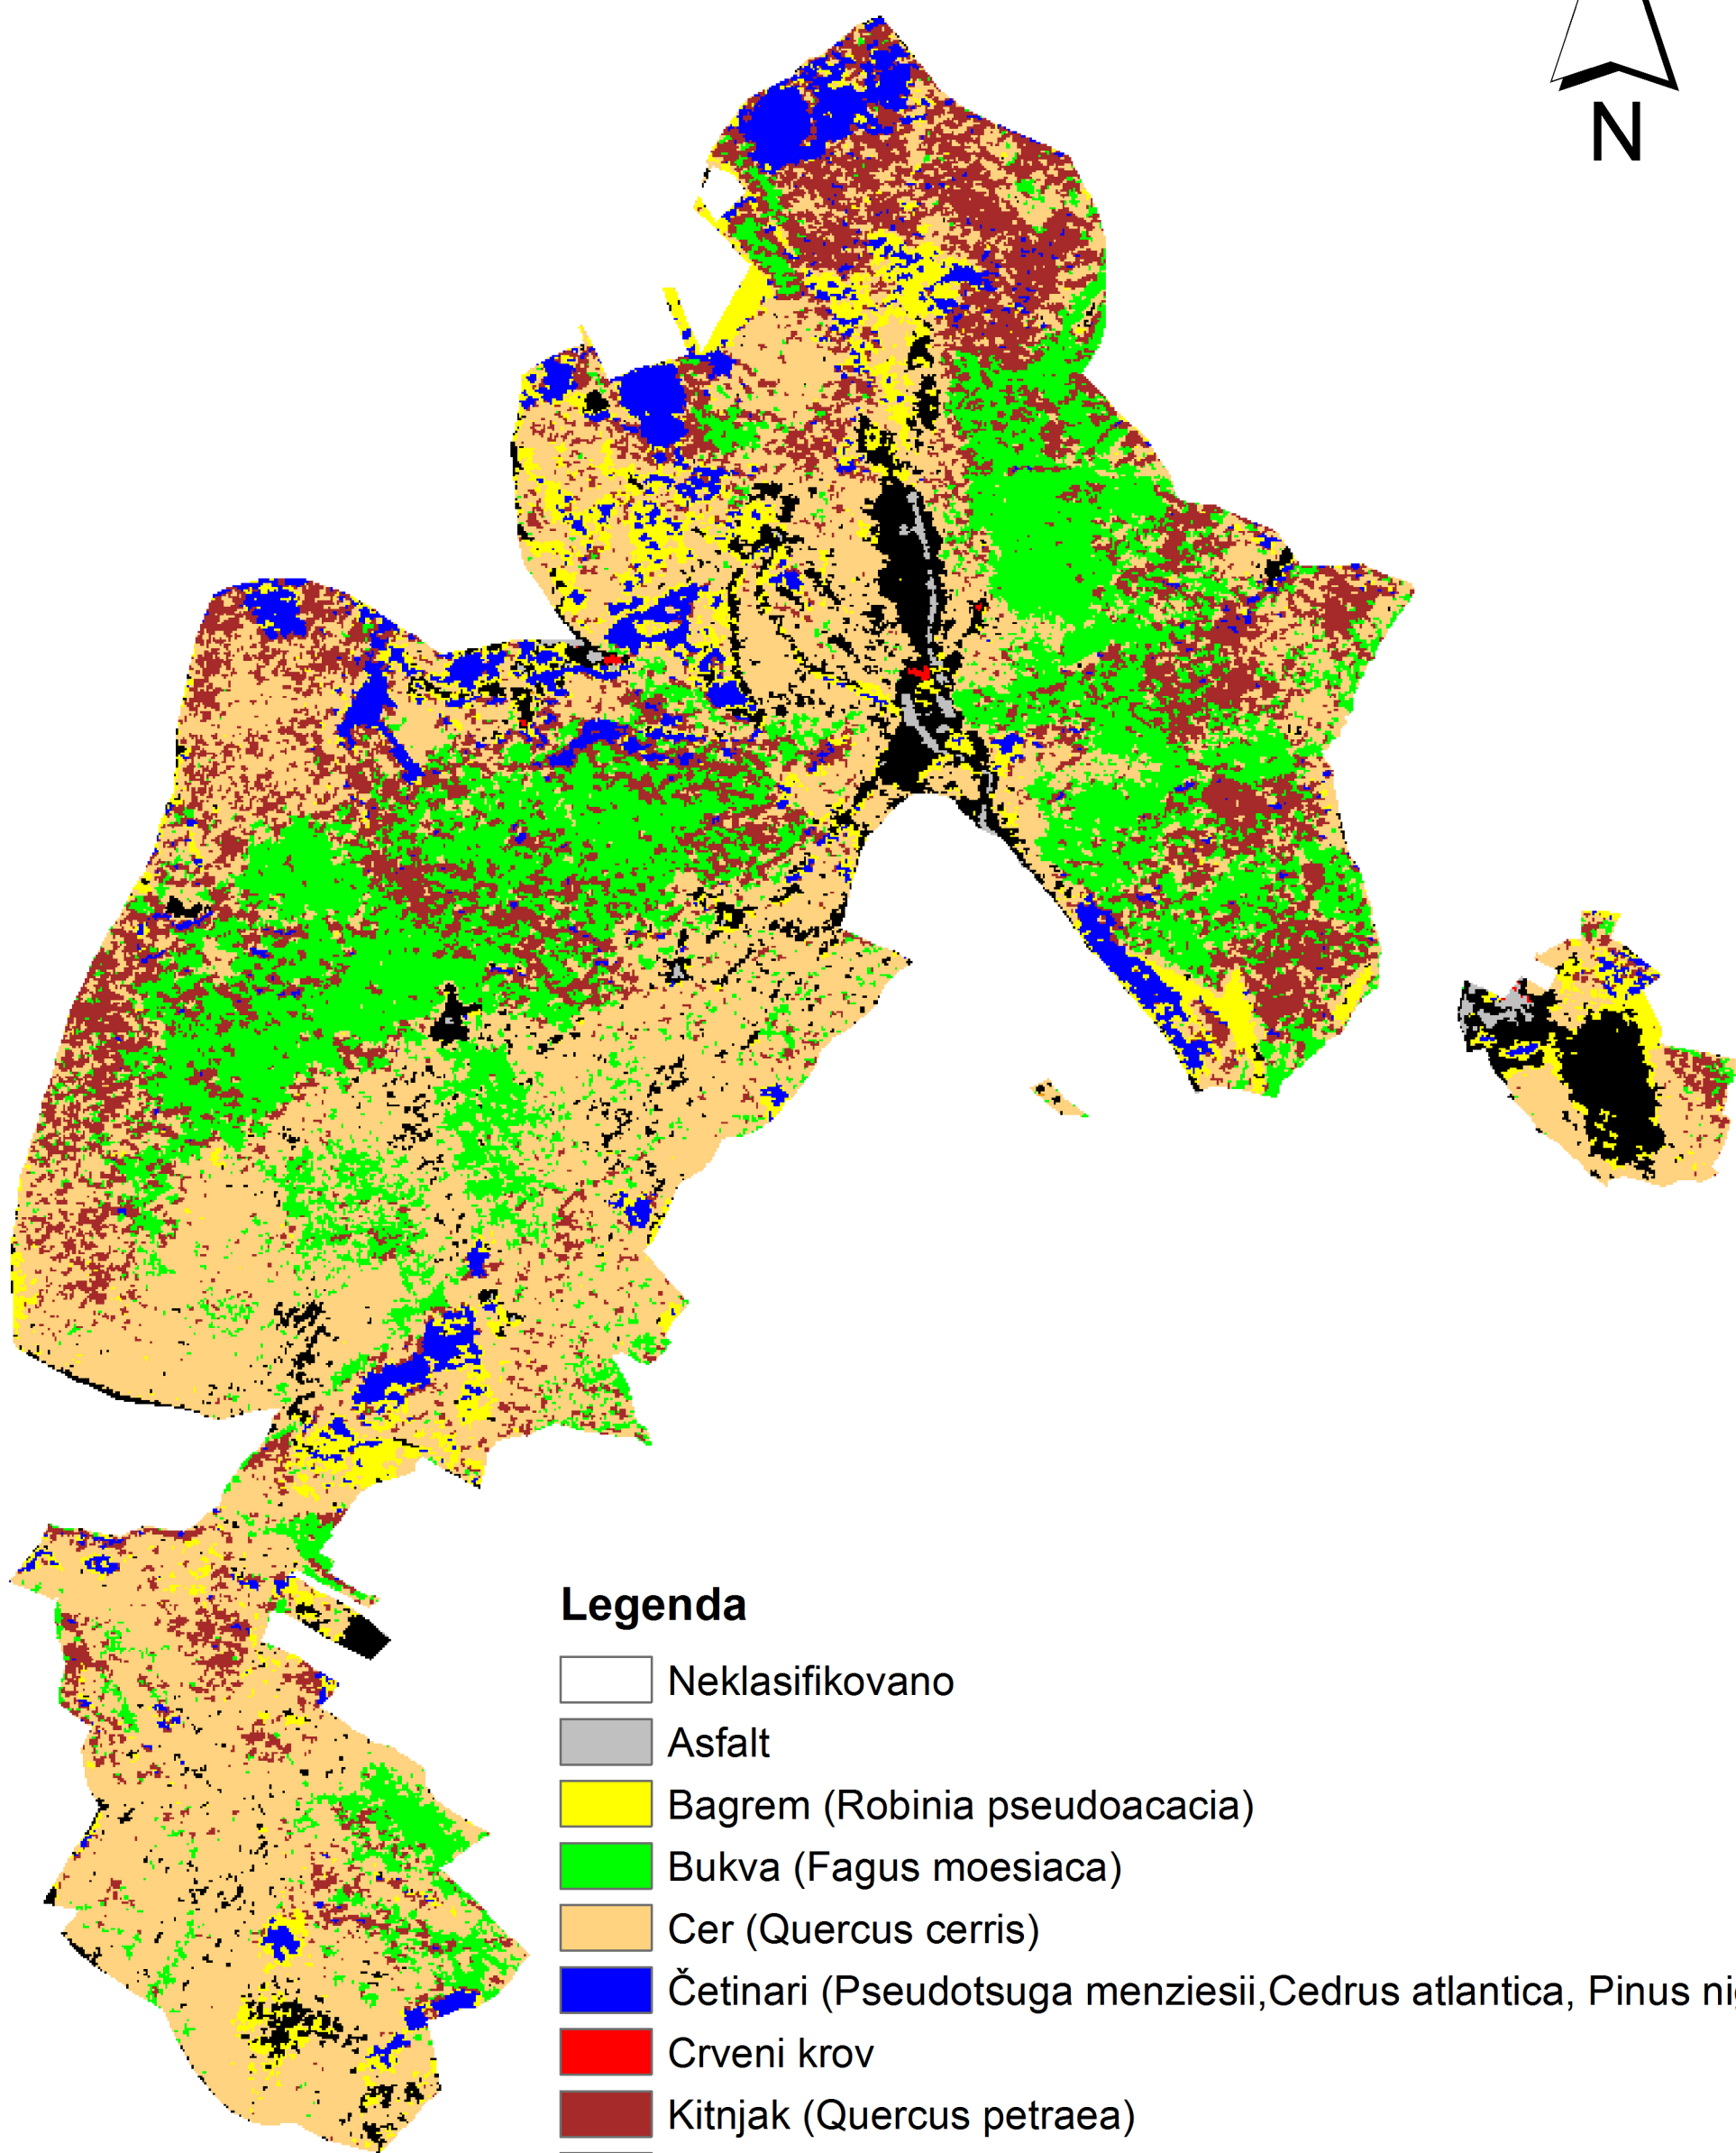 N
Legenda
Neklasifikovano
Asfalt
Bagrem (Robinia pseudoacacia)
Bukva (Fagus moesiaca)
Cer (Quercus cerris)
Četinari (Pseudotsuga menziesii,Cedrus atlantica, Pinus
Crveni krov
Kitnjak (Quercus petraea)